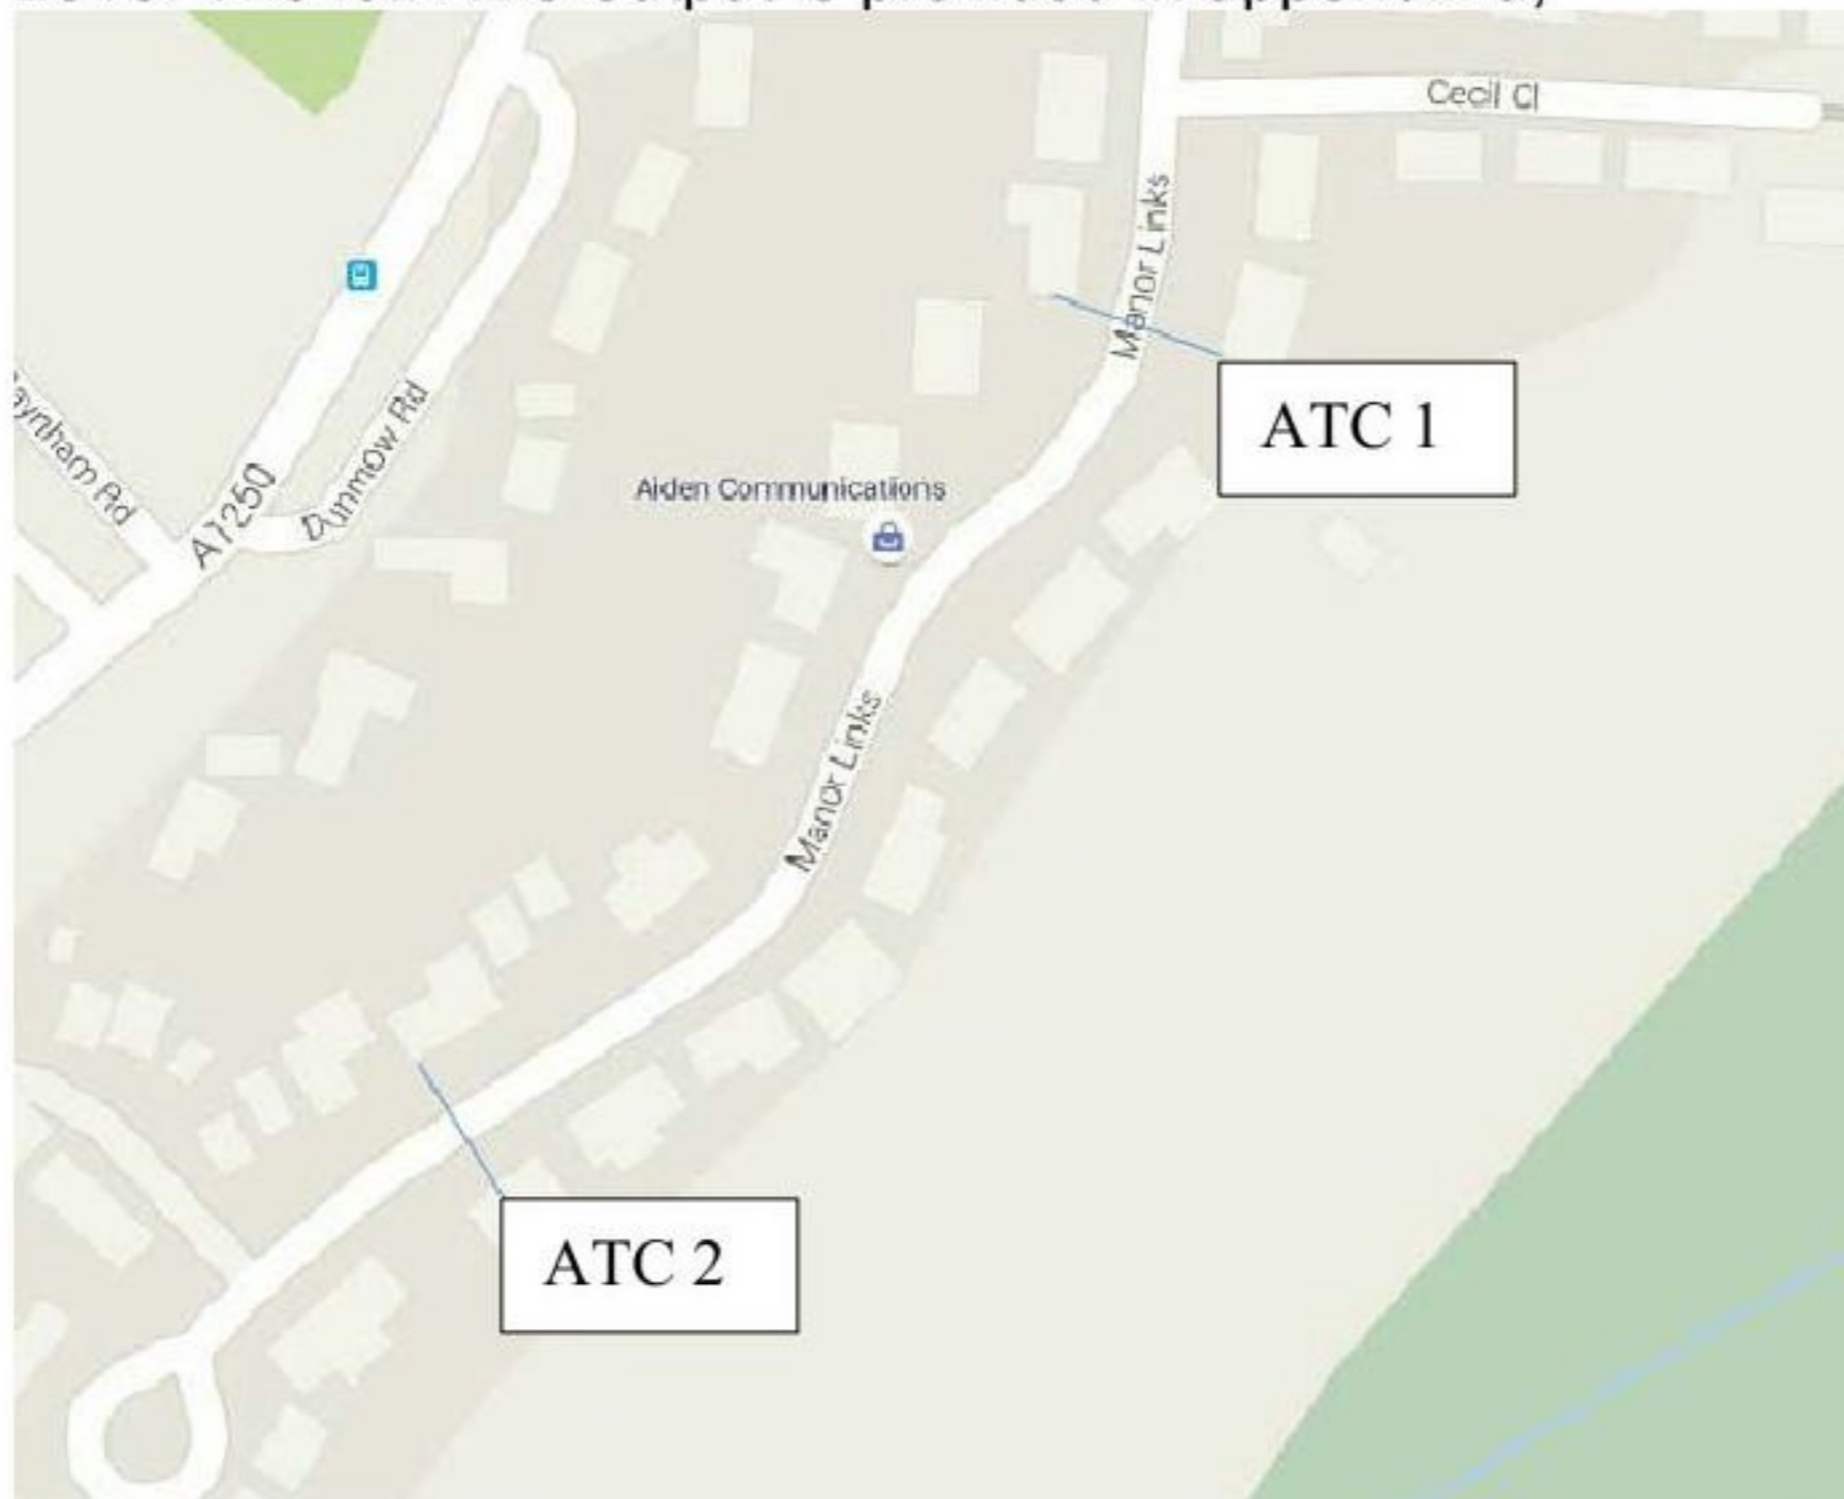 Cecil Cl
Manor Links
ATC 1
Dunmow Rd
A1250
Aiden Communications
Manor Links
ATC 2